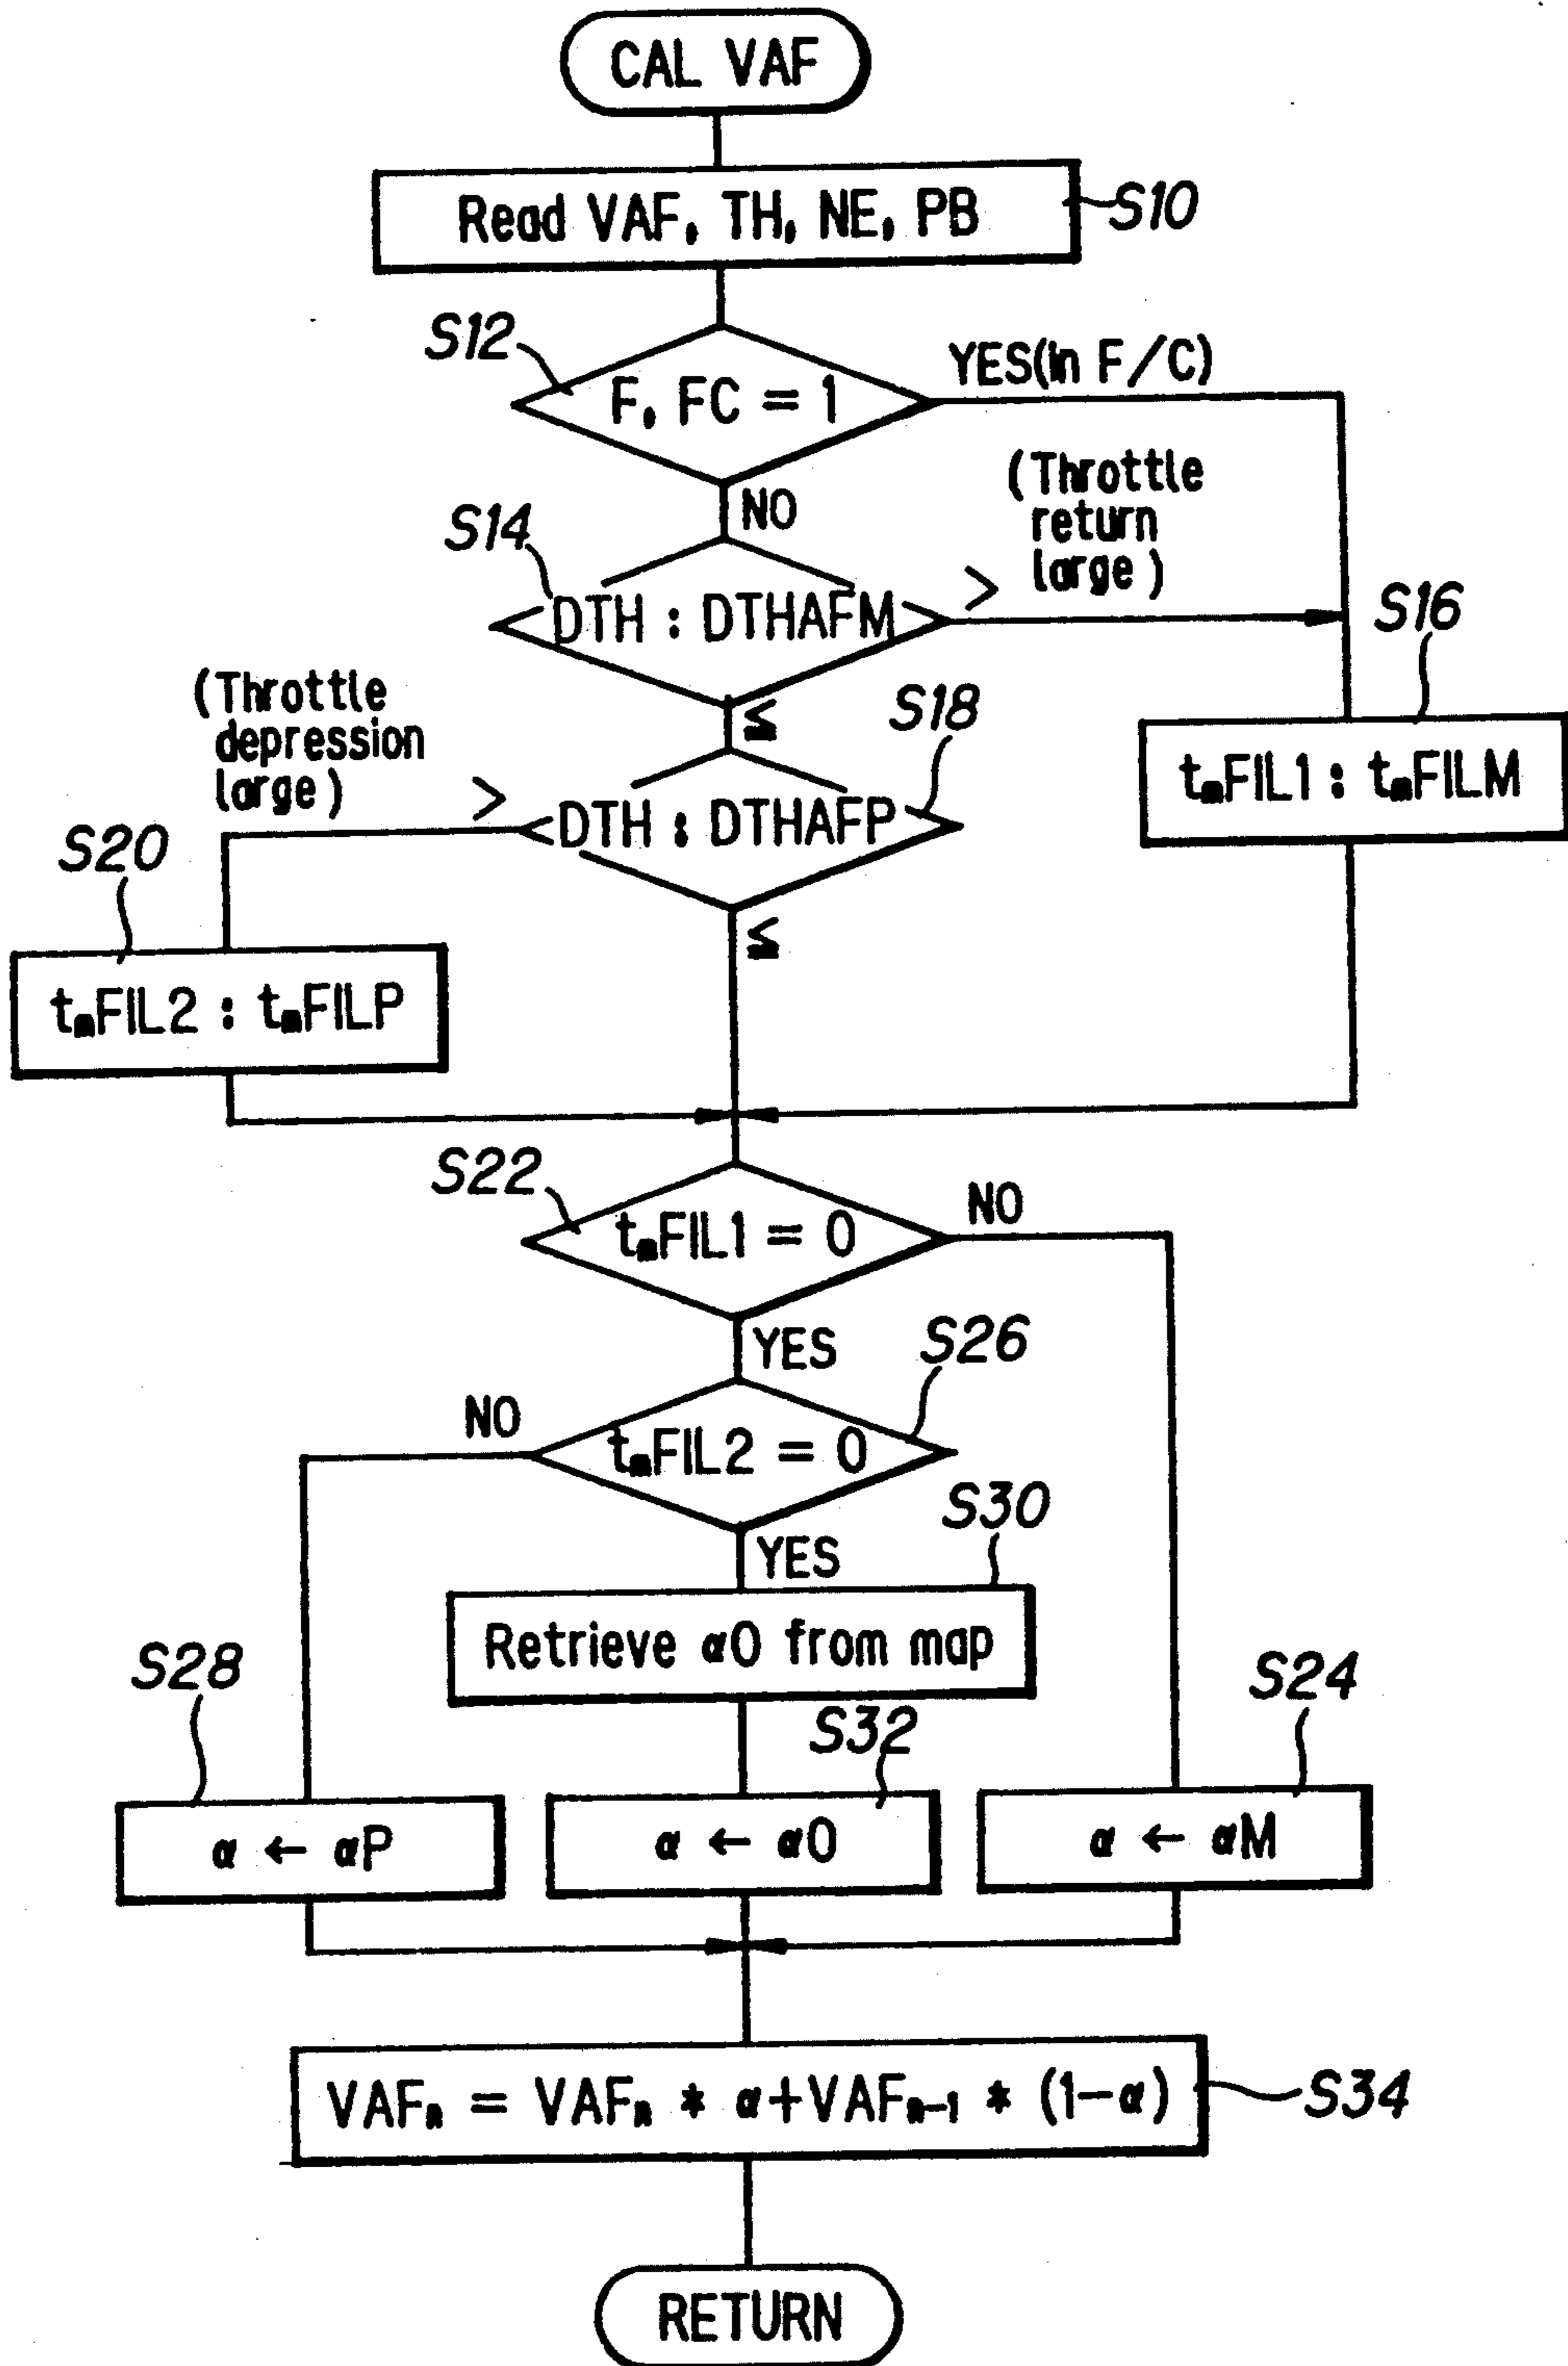 CAL VAF
Read VAF, TH, NE, PB
S10
S12
F, FC = 1
YES(in F/C)
NO
(Throttle
return
large)
S14
DTH : DTHAFM
>
S16
tmFIL1 : tmFILM
≦
(Throttle
depression
large)
S18
>
DTH : DTHAFP
S20
tmFIL2 : tmFILP
≦
S22
tmFIL1 = 0
NO
YES
S26
NO
tmFIL2 = 0
YES
S30
Retrieve αO from map
S28
S32
S24
α ← αP
α ← αO
α ← αM
VAFn = VAFn * α+VAFn-1 * (1-α)
S34
RETURN